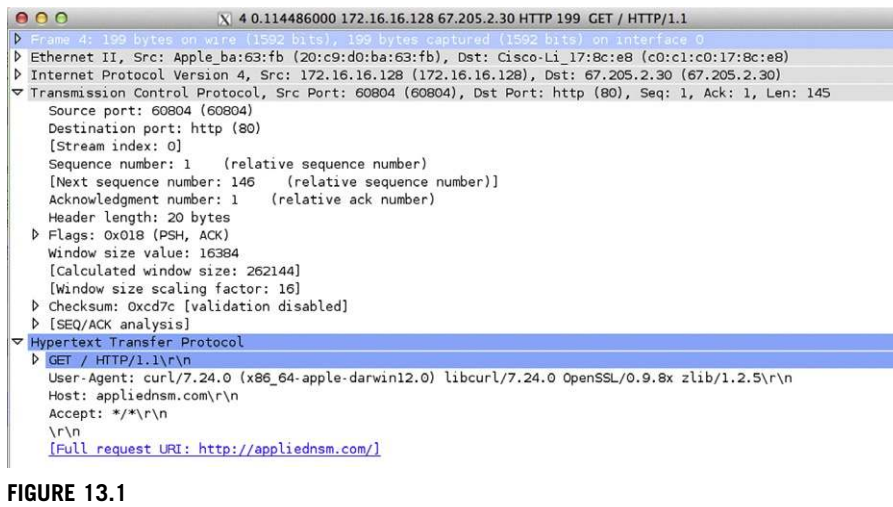 X 4 0.114486000 172.16.16.128 67.205.2.30 HTTP 199 GET / HTTP/1.1
Frame 4: 199 bytes on wire (1592 bits), 199 bytes captured (1592 bits) on interface 0
Ethernet II, Src: Apple_ba:63:fb (20:c9:d0:ba:63:fb), Dst: Cisco-Li_17:8c:e8 (c0:c1:c0:17:8c:e8)
Internet Protocol Version 4, Src: 172.16.16.128 (172.16.16.128), Dst: 67.205.2.30 (67.205.2.30)
Transmission Control Protocol, Src Port: 60804 (60804), Dst Port: http (80), Seq: 1, Ack: 1, Len: 145
Source port: 60804 (60804)
Destination port: http (80)
[Stream index: 0]
Sequence number: 1 (relative sequence number)
[Next sequence number: 146 (relative sequence number)]
Acknowledgment number: 1 (relative ack number)
Header length: 20 bytes
Flags: 0x018 (PSH, ACK)
Window size value: 16384
[Calculated window size: 262144]
[Window size scaling factor: 16]
Checksum: 0xcd7c [validation disabled]
[SEQ/ACK analysis]
Hypertext Transfer Protocol
GET / HTTP/1.1\r\n
User-Agent: curl/7.24.0 (x86_64-apple-darwin12.0) libcurl/7.24.0 OpenSSL/0.9.8x zlib/1.2.5\r\n
Host: appliednsm.com\r\n
Accept: */*\r\n
\r\n
[Full request URI: http://appliednsm.com/]
FIGURE 13.1